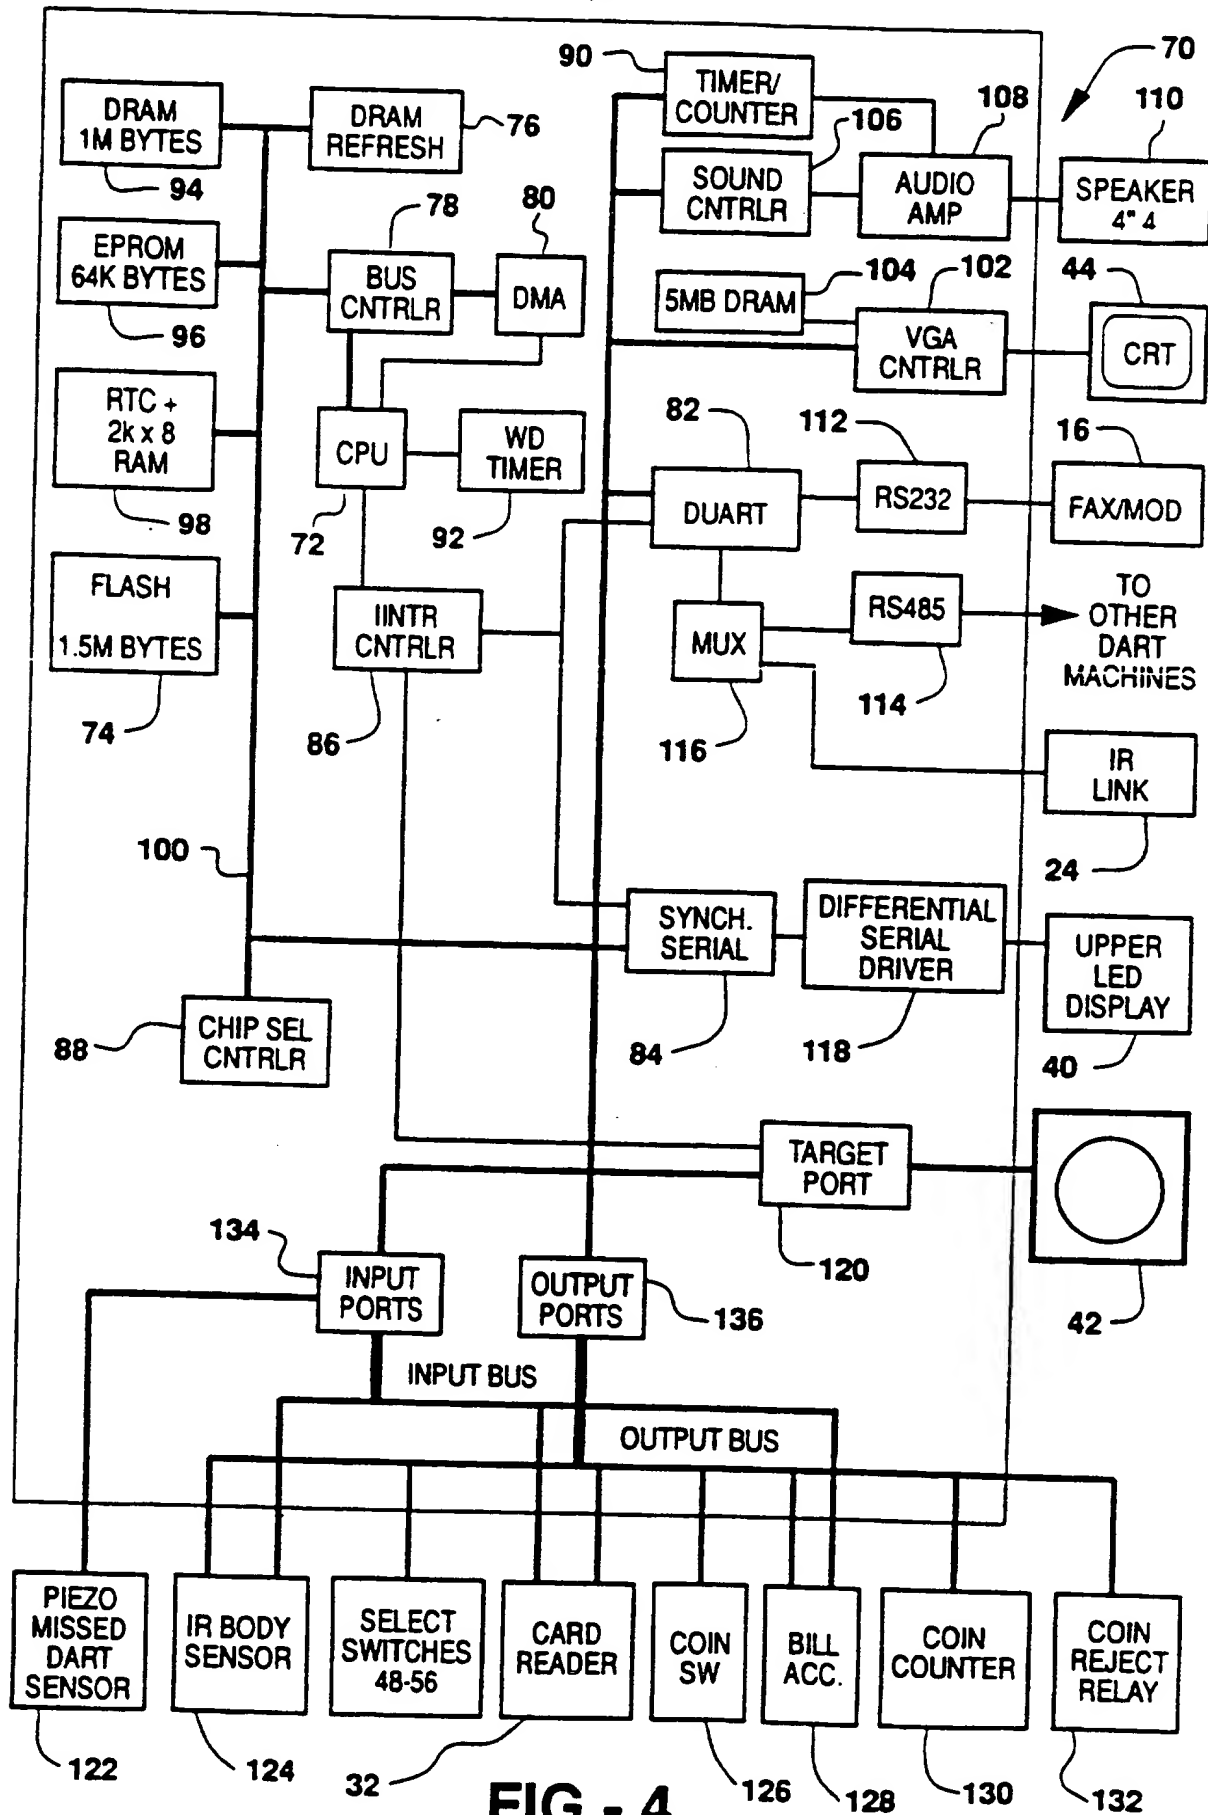 90
TIMER/
COUNTER
70
108
110
106
DRAM
1M BYTES
DRAM
REFRESH
76
94
SOUND
CNTRLR
AUDIO
AMP
SPEAKER
4" 4
78
80
EPROM
64K BYTES
BUS
CNTRLR
DMA
104
102
44
5MB DRAM
VGA
CNTRLR
CRT
96
RTC +
2k x 8
RAM
CPU
WD
TIMER
82
112
16
DUART
RS232
FAX/MOD
98
72
92
FLASH
1.5M BYTES
IINTR
CNTRLR
MUX
RS485
TO
OTHER
DART
MACHINES
74
86
116
114
IR
LINK
24
100
SYNCH.
SERIAL
DIFFERENTIAL
SERIAL
DRIVER
UPPER
LED
DISPLAY
88
CHIP SEL
CNTRLR
84
118
40
TARGET
PORT
134
INPUT
PORTS
OUTPUT
PORTS
136
120
42
INPUT BUS
OUTPUT BUS
PIEZO
MISSED
DART
SENSOR
IR BODY
SENSOR
SELECT
SWITCHES
48-56
CARD
READER
COIN
SW
BILL
ACC.
COIN
COUNTER
COIN
REJECT
RELAY
122
124
32
126
128
130
132
FIG - 4